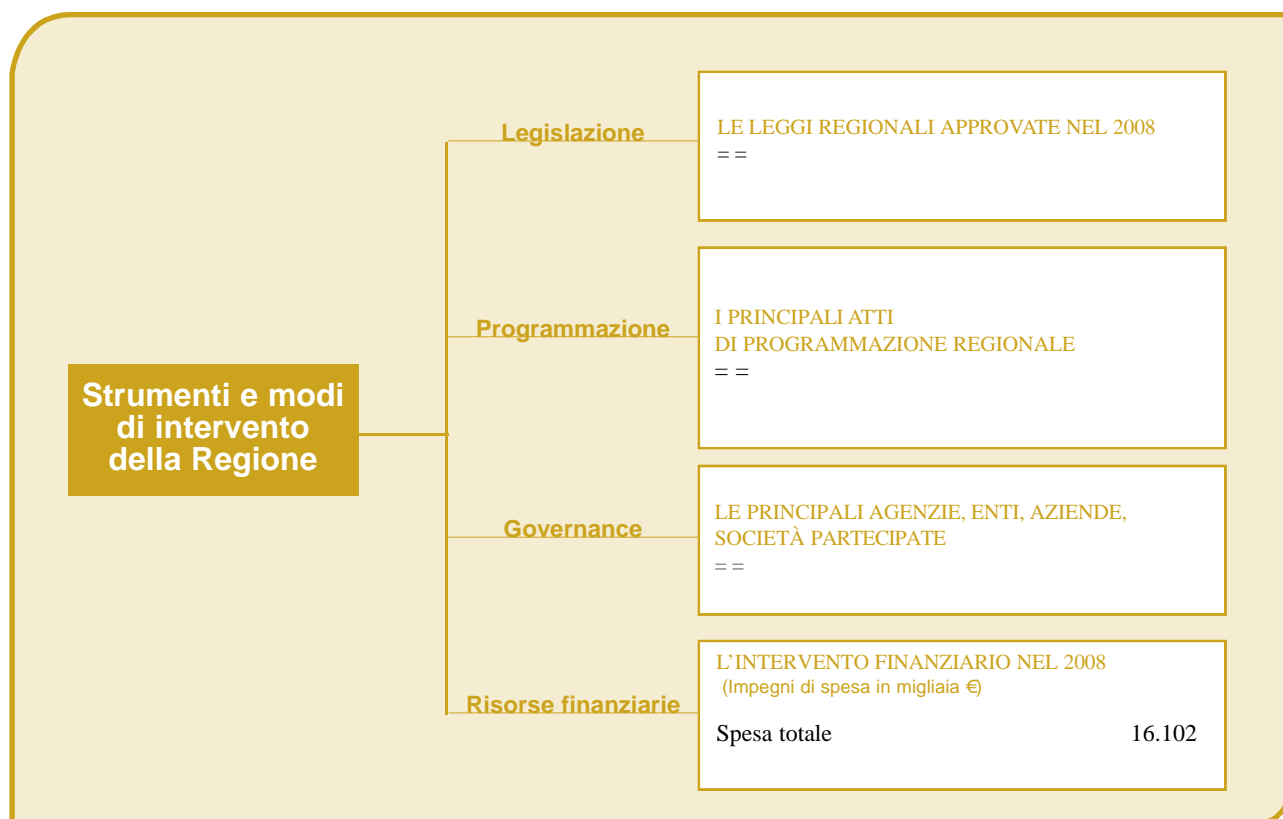 Strumenti e modi
di intervento
della Regione
Legislazione
LE LEGGI REGIONALI APPROVATE NEL 2008
= =
Programmazione
I PRINCIPALI ATTI
DI PROGRAMMAZIONE REGIONALE
= =
Governance
LE PRINCIPALI AGENZIE, ENTI, AZIENDE,
SOCIETÀ PARTECIPATE
= =
Risorse finanziarie
L’INTERVENTO FINANZIARIO NEL 2008
(Impegni di spesa in migliaia €)
Spesa totale 16.102